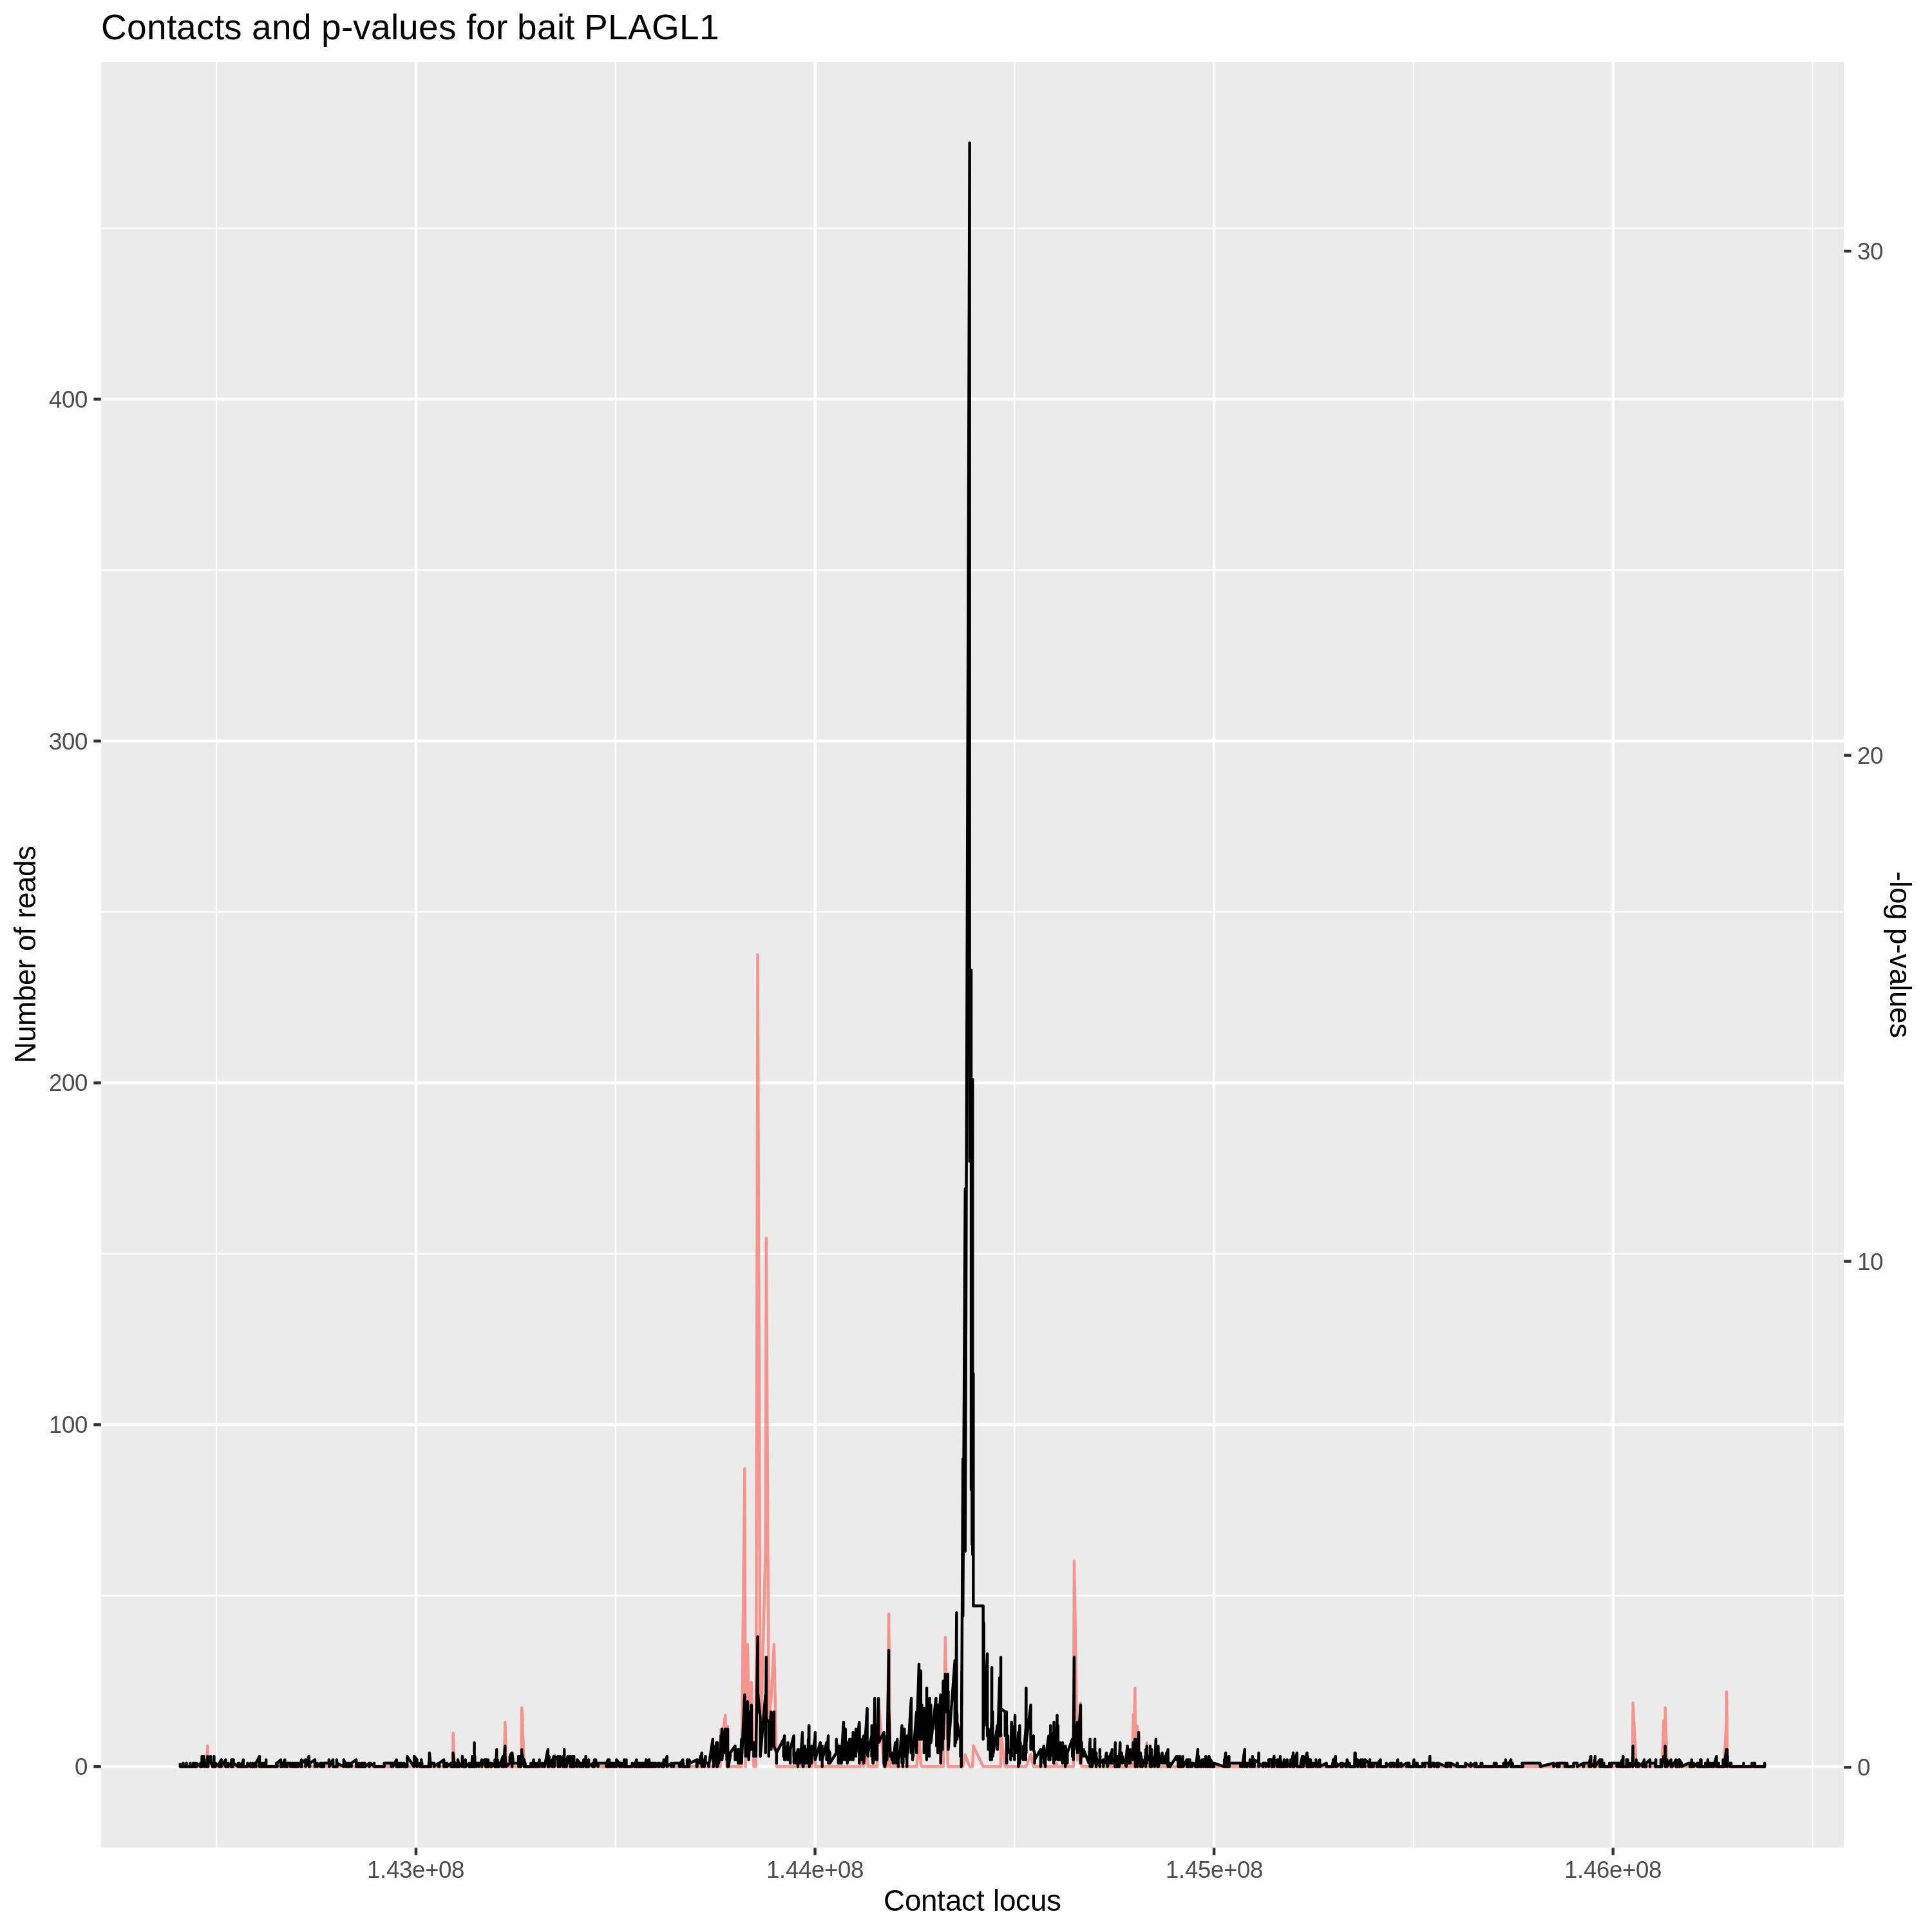 Contacts and p-values for bait PLAGL1
Number of reads
400
300
200
100
0
30
20
10
0
-log p-values
1.43e+08
1.44e+08
1.45e+08
1.46e+08
Contact locus